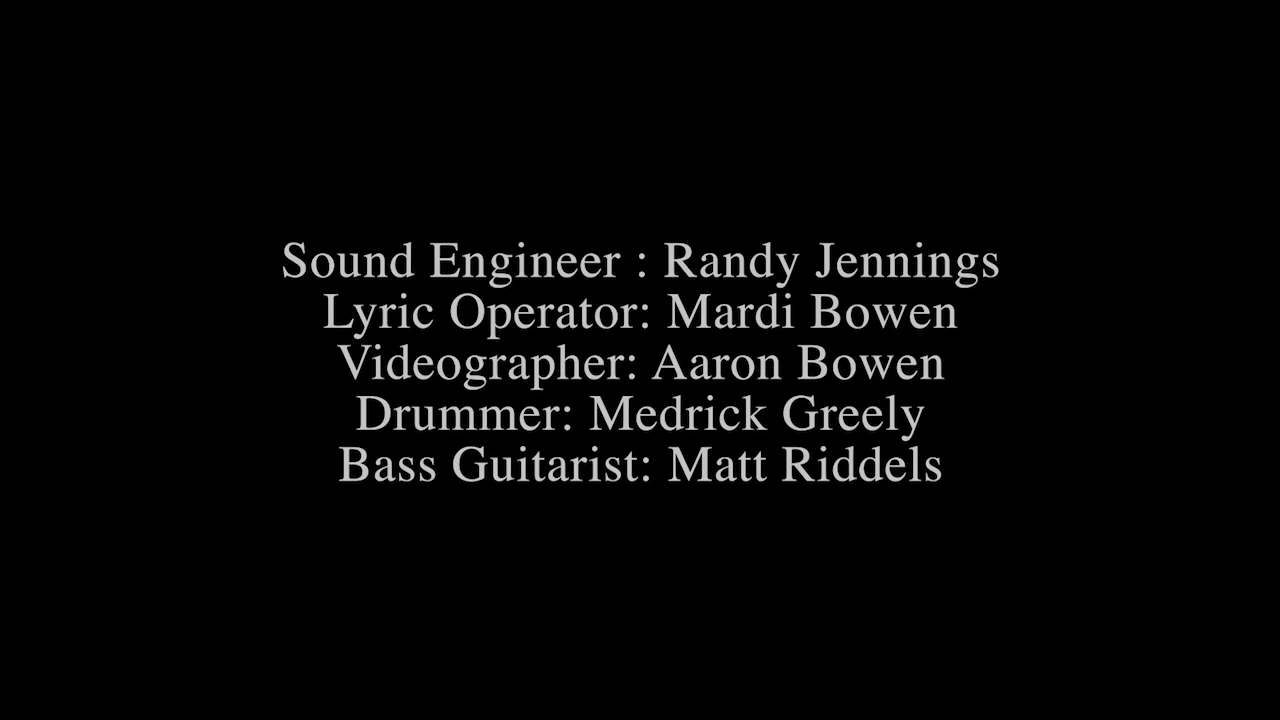 Sound Engineer : Randy Jennings
Lyric Operator: Mardi Bowen
Videographer: Aaron Bowen
Drummer: Medrick Greely
Bass Guitarist: Matt Riddels